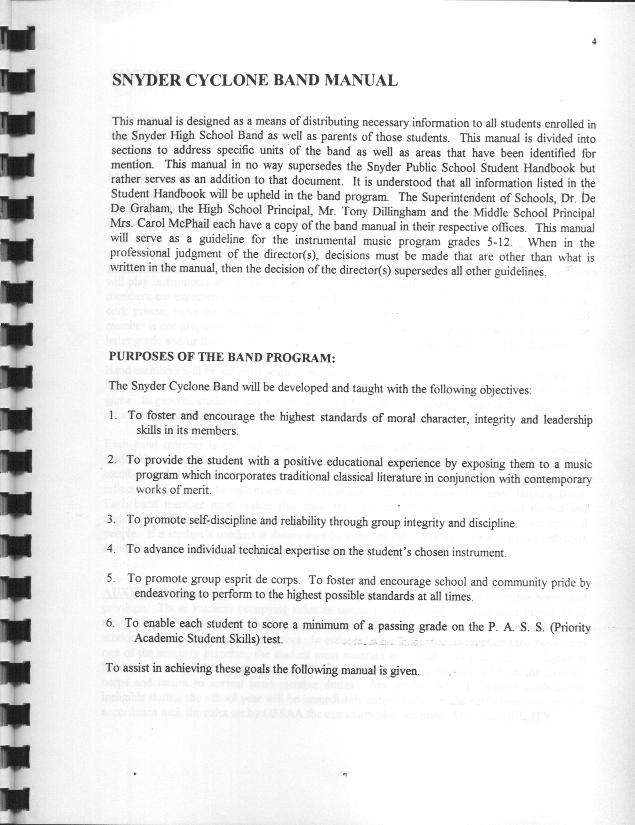 4
SNYDER CYCLONE BAND MANUAL
This manual is designed as a means of distributing necessary information to all students enrolled in
the Snyder High School Band as well as parents of those students. This manual is divided into
sections to address specific units of the band as well as areas that have been identified for
mention. This manual in no way supersedes the Snyder Public School Student Handbook but
rather serves as an addition to that document. It is understood that all information listed in the
Student Handbook will be upheld in the band program. The Superintendent of Schools, Dr. De
De Graham, the High School Principal, Mr. Tony Dillingham and the Middle School Principal
Mrs. Carol McPhail each have a copy of the band manual in their respective offices. This manual
will serve as a guideline for the instrumental music program grades 5-12. When in the
professional judgment of the director(s), decisions must be made that are other than what is
written in the manual, then the decision of the director(s) supersedes all other guidelines.
PURPOSES OF THE BAND PROGRAM:
The Snyder Cyclone Band will be developed and taught with the following objectives:
1. To foster and encourage the highest standards of moral character, integrity and leadership
skills in its members.
2. To provide the student with a positive educational experience by exposing them to a music
program which incorporates traditional classical literature in conjunction with contemporary
works of merit.
3. To promote self-discipline and reliability through group integrity and discipline.
4. To advance individual technical expertise on the student's chosen instrument.
5. To promote group esprit de corps. To foster and encourage school and community pride by
endeavoring to perform to the highest possible standards at all times.
6. To enable each student to score a minimum of a passing grade on the P. A. S. S. (Priority
Academic Student Skills) test.
To assist in achieving these goals the following manual is given.